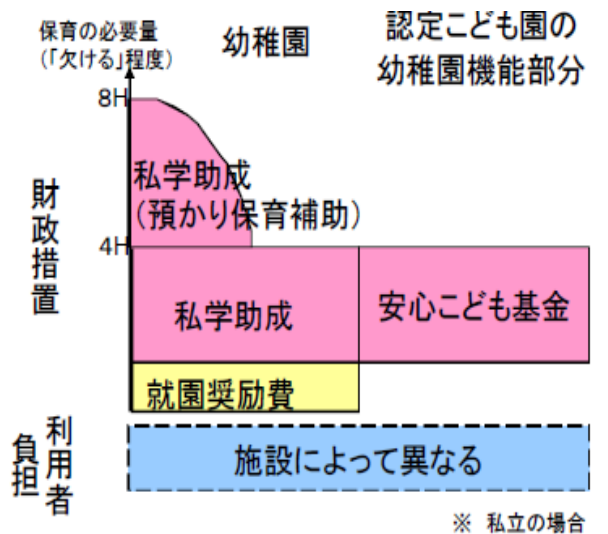 保育の必要量
(「欠ける」程度)
幼稚園
認定こども園の
幼稚園機能部分
8H
私学助成
(預かり保育補助)
財政措置
4H
私学助成
安心こども基金
就園奨励費
利用者
負担
施設によって異なる
※ 私立の場合